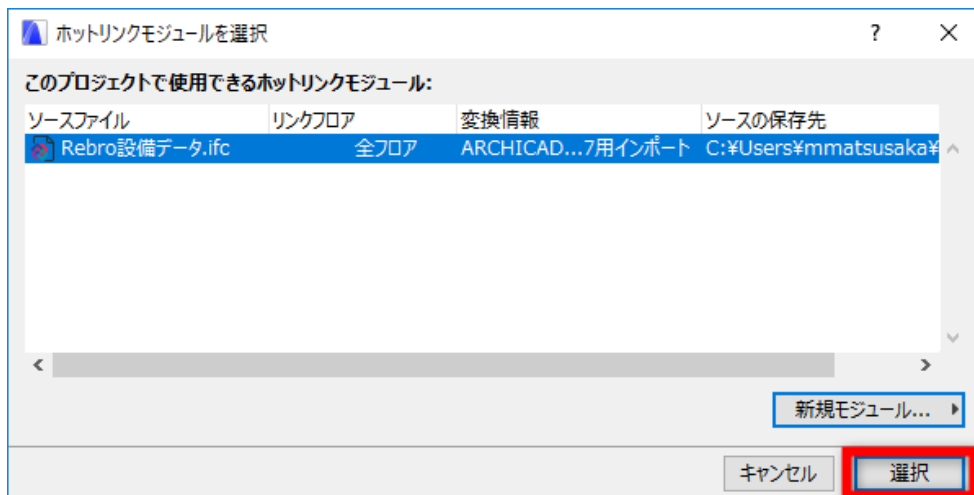 ホットリンクモジュールを選択 ?
このプロジェクトで使用できるホットリンクモジュール:
ソースファイル リンクフロア 変換情報 ソースの保存先
Rebro設備データ.ifc 全フロア ARCHICAD...7用インポート C:¥Users¥mmatsusaka¥
新規モジュール...
キャンセル 選択